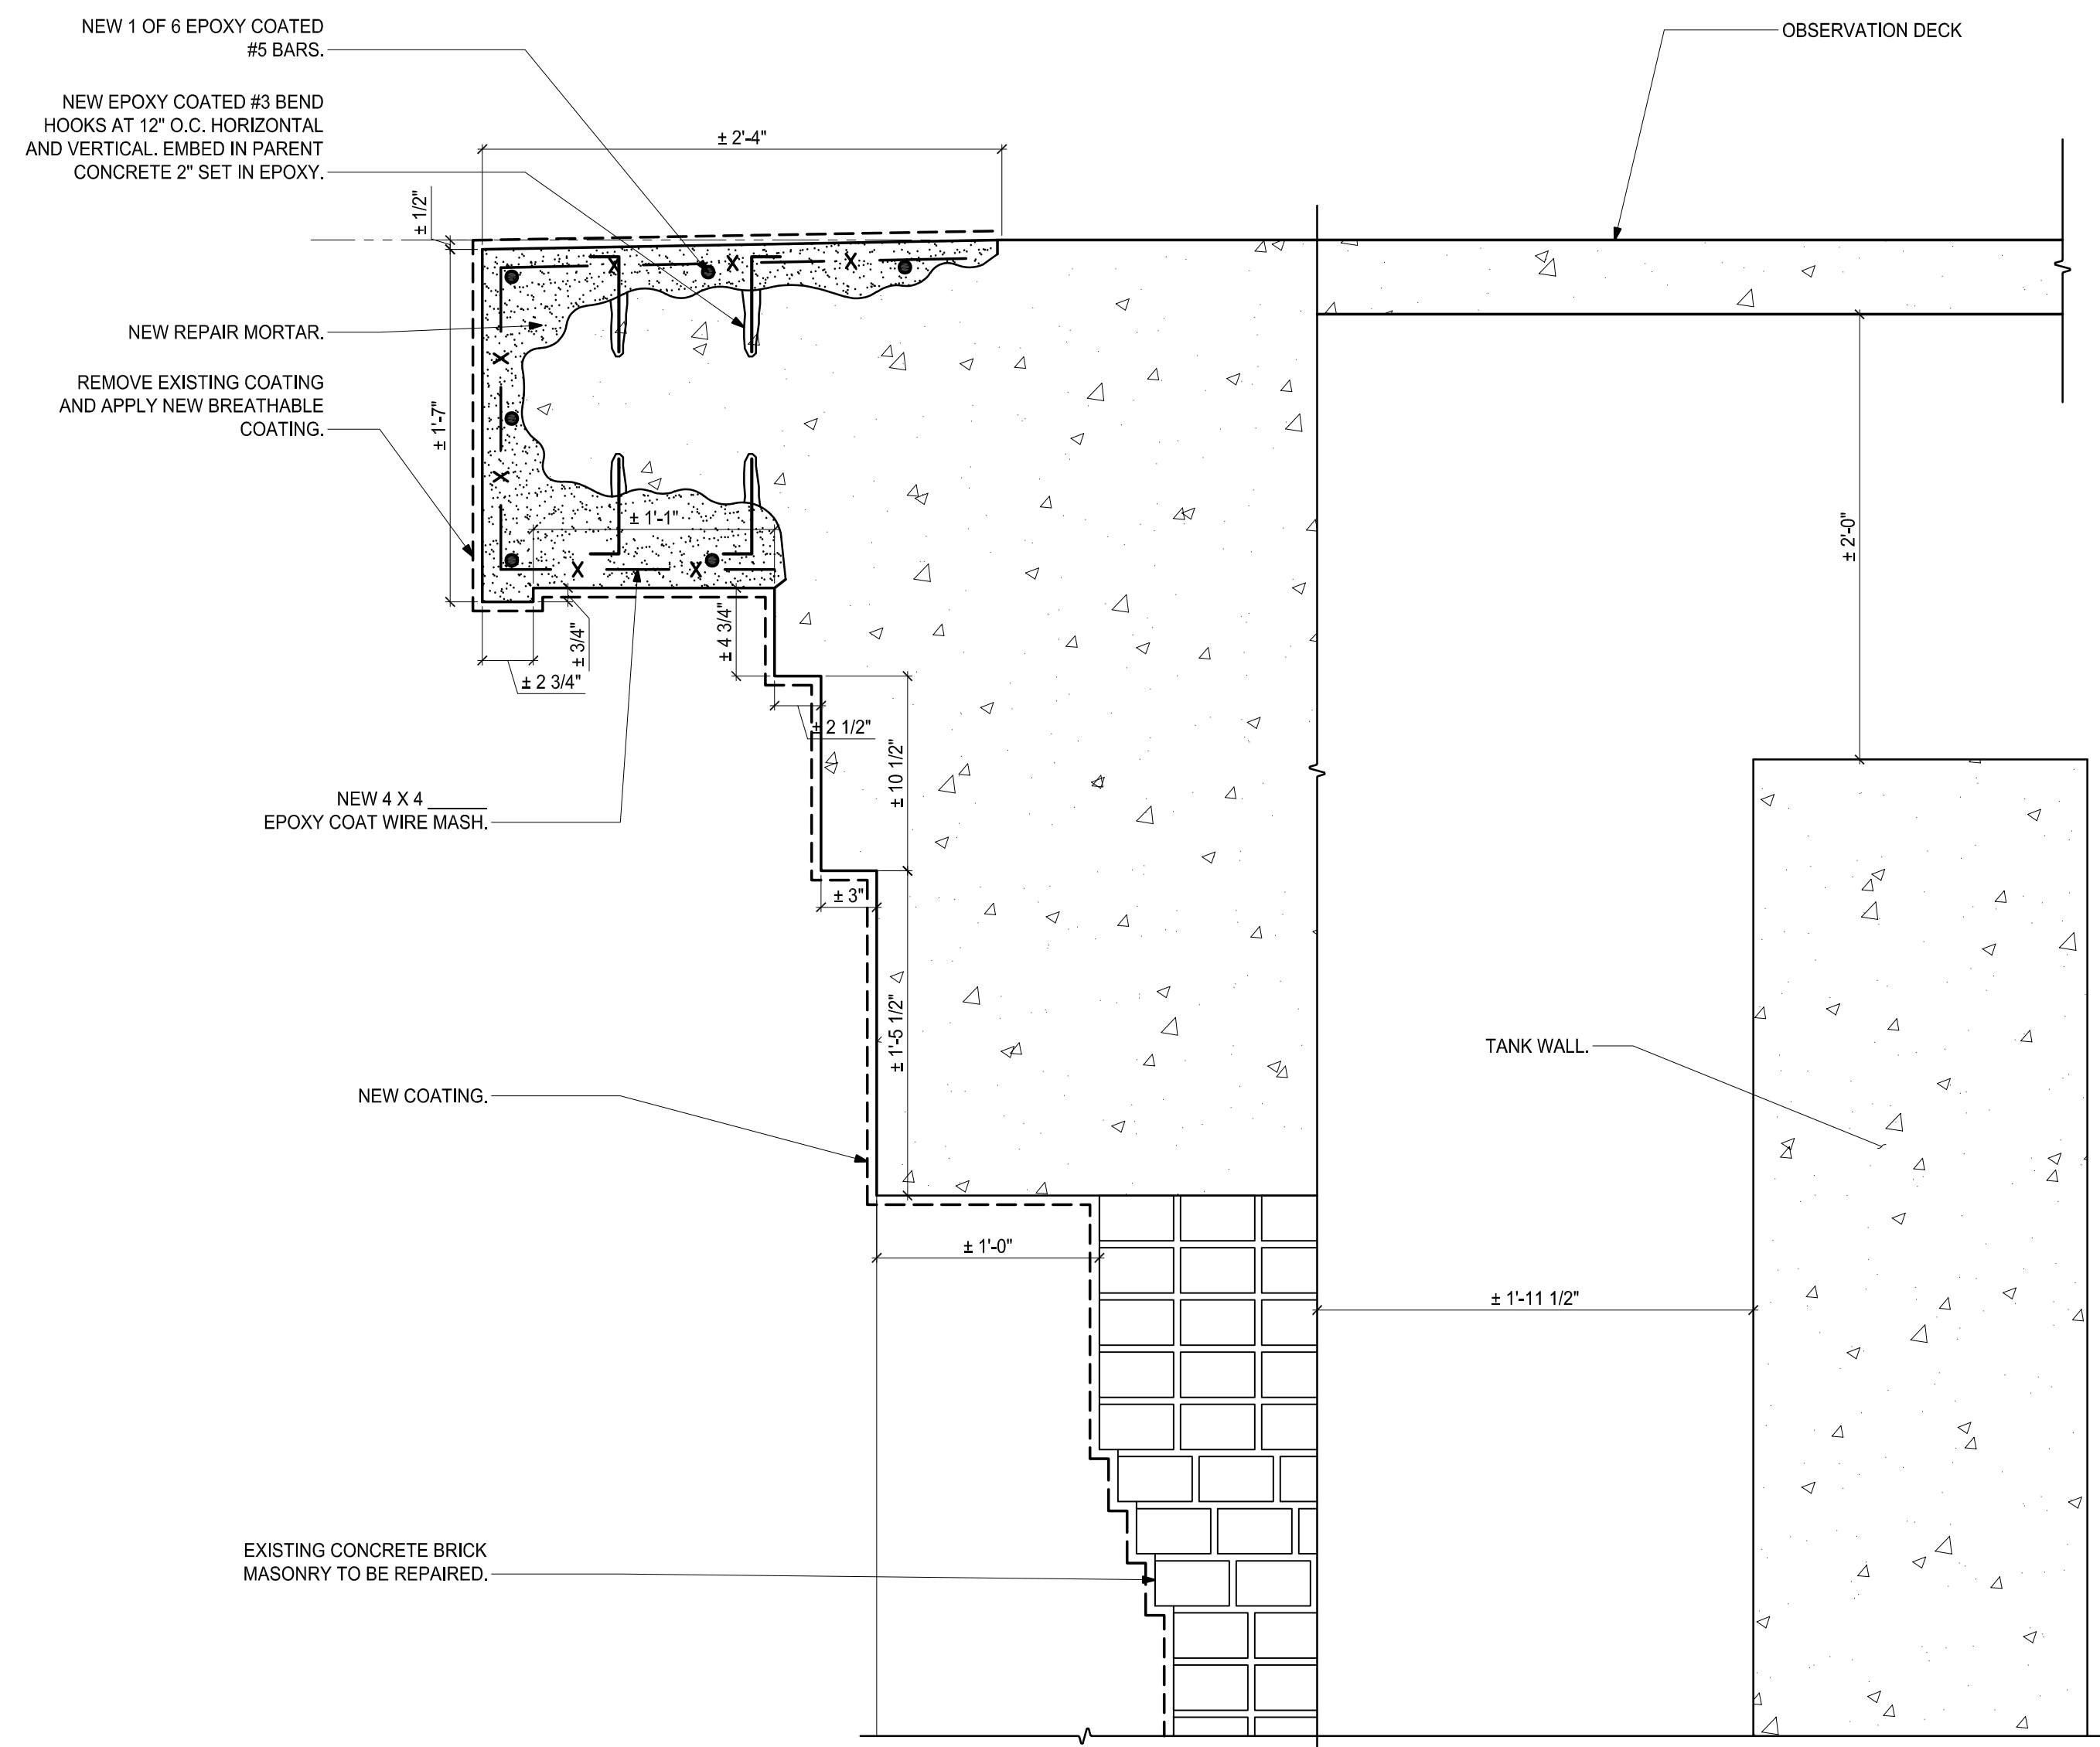 NEW 1 OF 6 EPOXY COATED
#5 BARS.
OBSERVATION DECK
NEW EPOXY COATED #3 BEND
HOOKS AT 12" O.C. HORIZONTAL
AND VERTICAL. EMBED IN PARENT
CONCRETE 2" SET IN EPOXY.
± 2'-4"
± 1/2"
NEW REPAIR MORTAR.
REMOVE EXISTING COATING
AND APPLY NEW BREATHABLE
COATING.
± 1'-7"
± 1'-1"
± 2'-0"
± 3/4"
± 4 3/4"
± 2 3/4"
± 2 1/2"
± 10 1/2"
NEW 4 X 4 ______
EPOXY COAT WIRE MASH.
± 3"
± 1'-5 1/2"
TANK WALL.
NEW COATING.
± 1'-0"
± 1'-11 1/2"
EXISTING CONCRETE BRICK
MASONRY TO BE REPAIRED.